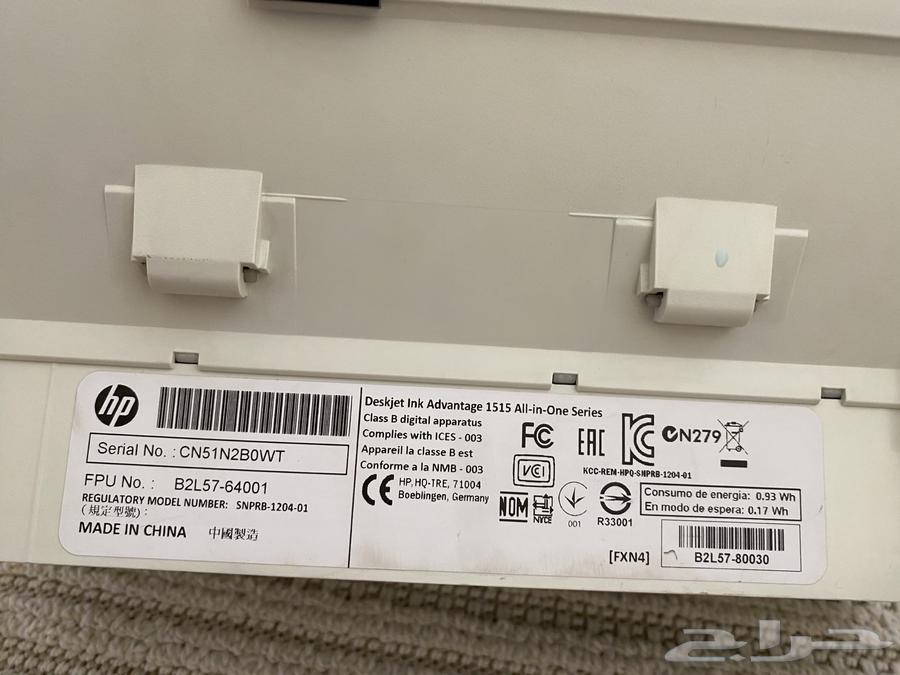 hp
Serial No. : CN51N2B0WT
FPU No. : B2L57-64001
REGULATORY MODEL NUMBER: SNPRB-1204-01
(規定型號):
MADE IN CHINA 中國製造
Deskjet Ink Advantage 1515 All-in-One Series
Class B digital apparatus
Complies with ICES - 003
Appareil la classe B est
Conforme a la NMB - 003
CE HP, HQ-TRE, 71004
Boeblingen, Germany
FC EAC KC N279
KCC-REM-HPQ-SNPRB-1204-01
VCI
NOM NYCE 001 R33001
Consumo de energia: 0.93 Wh
En modo de espera: 0.17 Wh
[FXN4] B2L57-80030
حراج